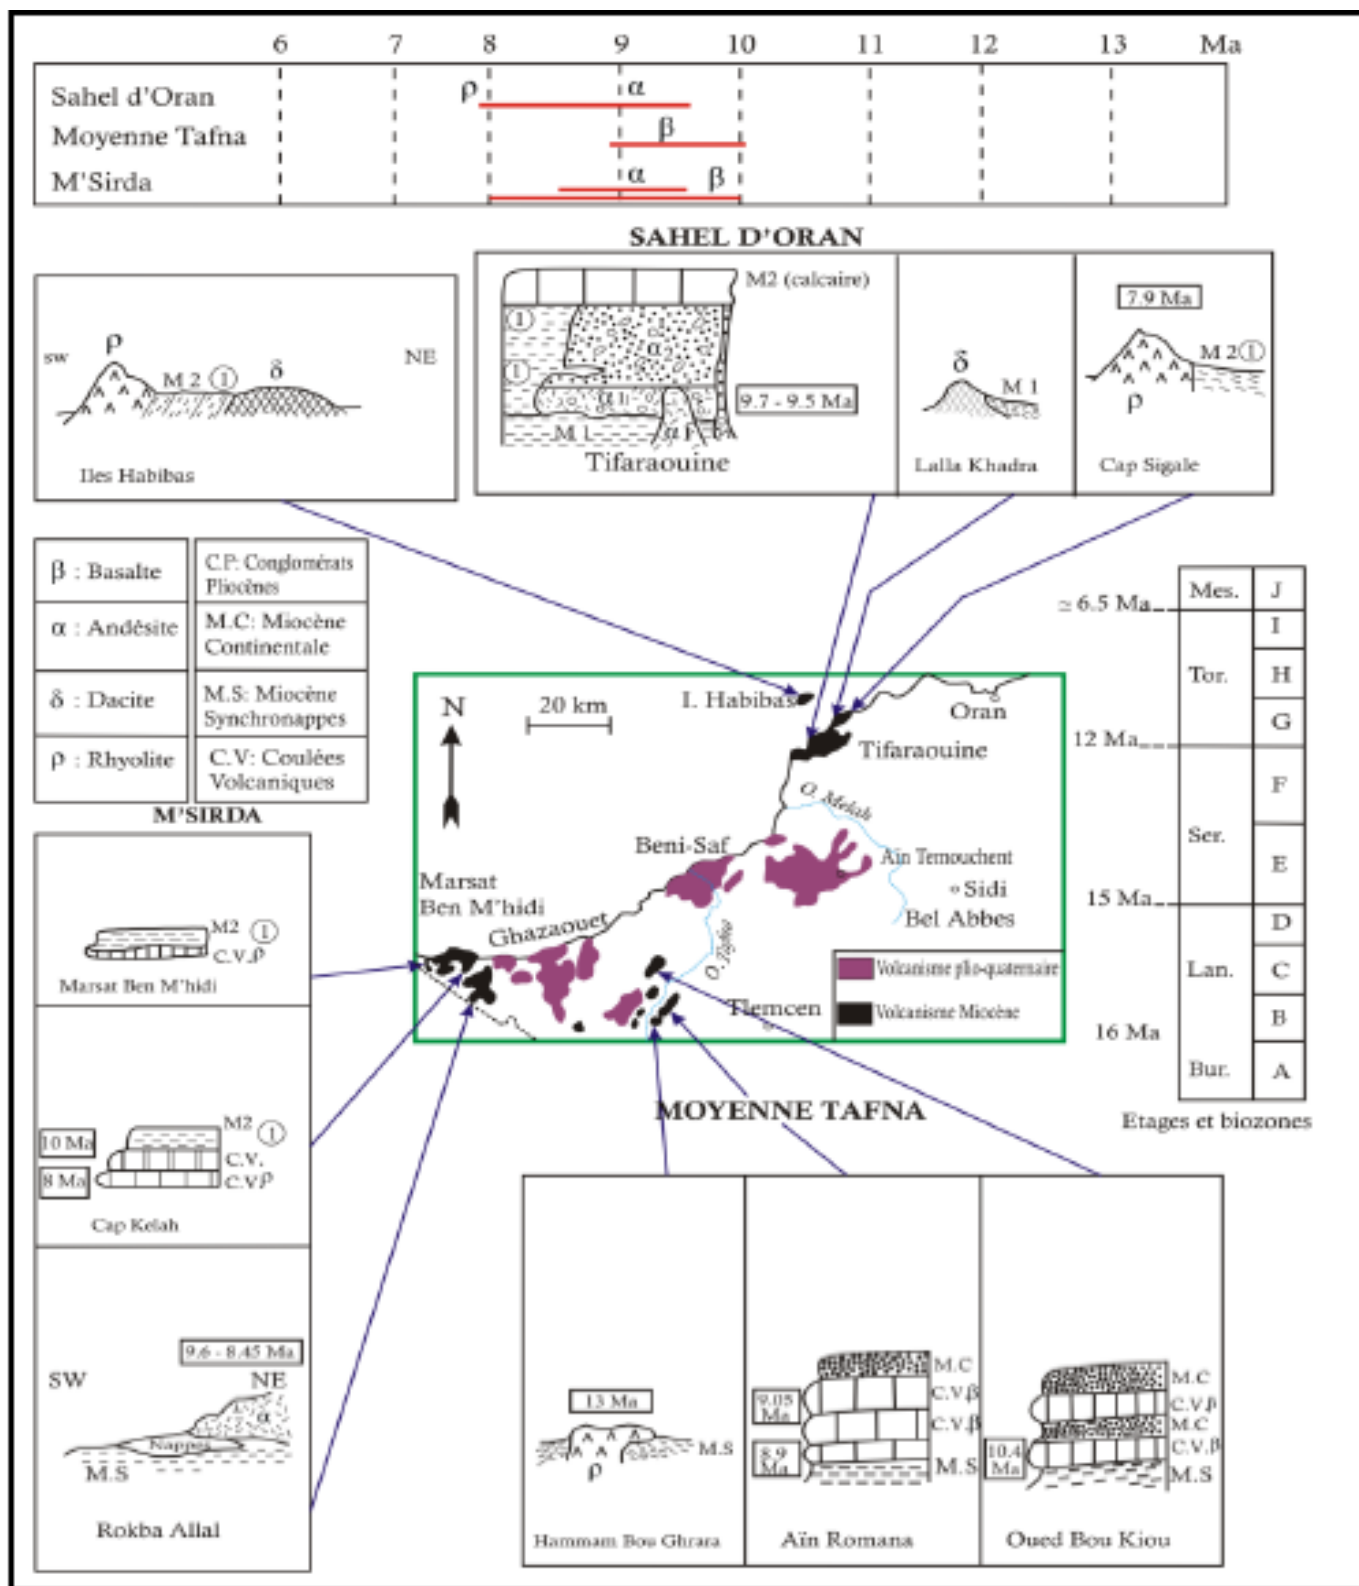 6 7 8 9 10 11 12 13 Ma
Sahel d'Oran ρ α
Moyenne Tafna β
M'Sirda α β
SAHEL D'ORAN
SW ρ M 2 ① δ NE
Iles Habibas
M2 (calcaire)
①
α2
①
α1
9.7 - 9.5 Ma
M 1 α 1
Tifaraouine
δ
M 1
Lalla Khadra
7.9 Ma
M 2 ①
ρ
Cap Sigale
β : Basalte
α : Andésite
δ : Dacite
ρ : Rhyolite
C.P: Conglomérats
Pliocènes
M.C: Miocène
Continentale
M.S: Miocène
Synchronappes
C.V: Coulées
Volcaniques
N
20 km
I. Habibas
Oran
Tifaraouine
O. Melah
Beni-Saf
Aïn Temouchent
Sidi
Bel Abbes
Marsat
Ben M'hidi
Ghazaouet
O. Tafna
Tlemcen
Volcanisme plio-quaternaire
Volcanisme Miocène
≃ 6.5 Ma
12 Ma
15 Ma
16 Ma
Mes. J
I
Tor. H
G
F
Ser.
E
D
Lan. C
B
Bur. A
Etages et biozones
M'SIRDA
M2 ①
C.V.ρ
Marsat Ben M'hidi
M2 ①
10 Ma
C.V.
8 Ma
C.V.ρ
Cap Kelah
9.6 - 8.45 Ma
SW NE
α
Nappes
M.S
Rokba Allal
MOYENNE TAFNA
13 Ma
M.S
ρ
Hammam Bou Ghrara
M.C
9.05
Ma
C.V.β
C.V.β
8.9
Ma
M.S
Aïn Romana
M.C
C.V.β
M.C
C.V.β
10.4
Ma
M.S
Oued Bou Kiou